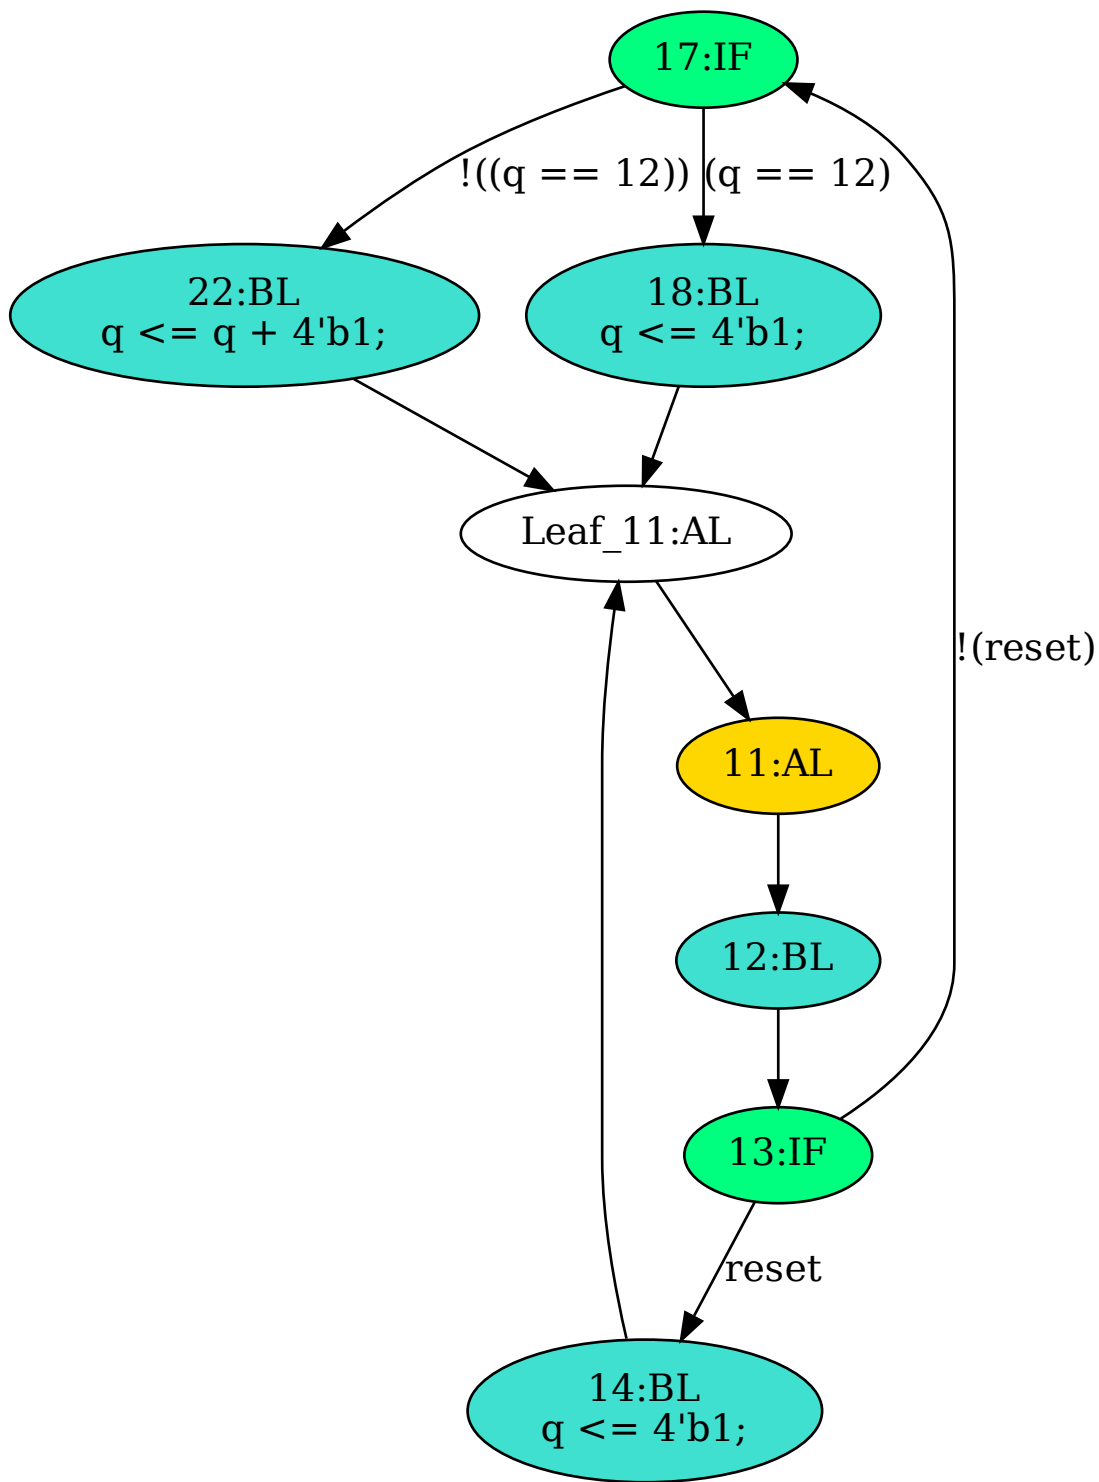 17:IF
!((q == 12))
(q == 12)
22:BL
q <= q + 4'b1;
18:BL
q <= 4'b1;
Leaf_11:AL
!(reset)
11:AL
12:BL
13:IF
reset
14:BL
q <= 4'b1;